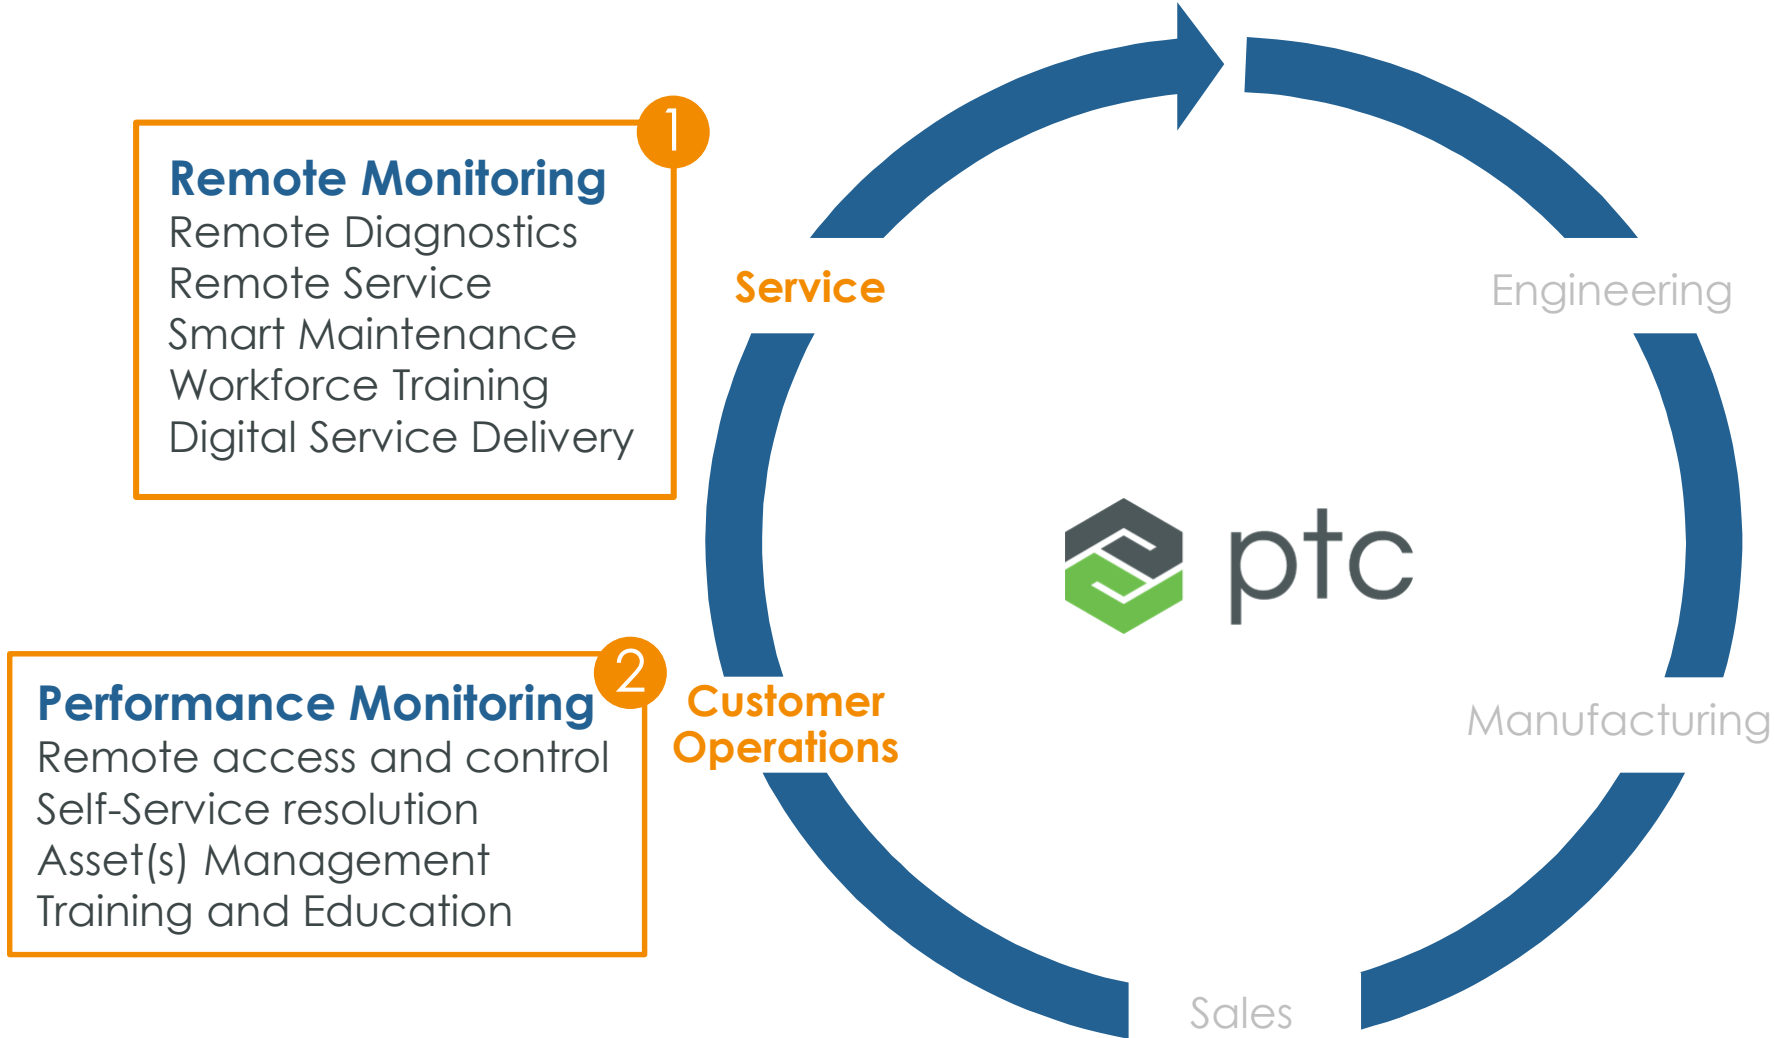 1
Remote Monitoring
Remote Diagnostics
Remote Service
Smart Maintenance
Workforce Training
Digital Service Delivery
2
Performance Monitoring
Remote access and control
Self-Service resolution
Asset(s) Management
Training and Education
Service
Customer
Operations
Engineering
Manufacturing
Sales
ptc